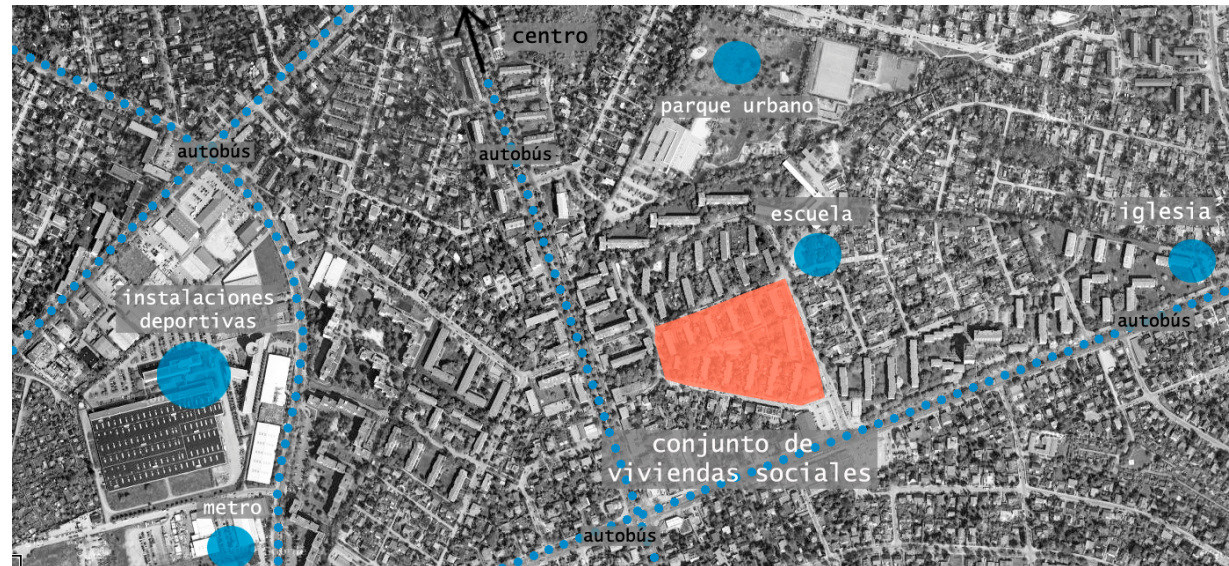 centro
parque urbano
autobús
autobús
escuela
iglesia
instalaciones
deportivas
autobús
conjunto de
viviendas sociales
metro
autobús